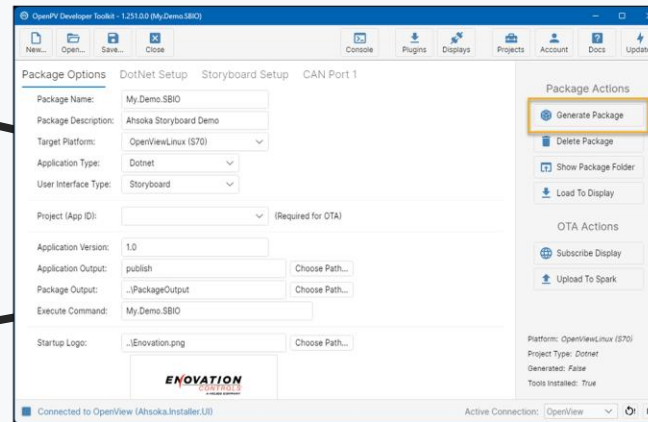 OpenPV Developer Toolkit - 1.251.0.0 (My.Demo.SBIO)
New... Open... Save... Close Console Plugins Displays Projects Account Docs Update
Package Options DotNet Setup Storyboard Setup CAN Port 1
Package Name: My.Demo.SBIO
Package Description: Ahsoka Storyboard Demo
Target Platform: OpenViewLinux (S70)
Application Type: Dotnet
User Interface Type: Storyboard
Project (App ID): (Required for OTA)
Application Version: 1.0
Application Output: publish Choose Path...
Package Output: ..\PackageOutput Choose Path...
Execute Command: My.Demo.SBIO
Startup Logo: ..\Enovation.png Choose Path...
ENOVATION
CONTROLS
Package Actions
Generate Package
Delete Package
Show Package Folder
Load To Display
OTA Actions
Subscribe Display
Upload To Spark
Platform: OpenViewLinux (S70)
Project Type: Dotnet
Generated: False
Tools Installed: True
Connected to OpenView (Ahsoka.Installer.UI) Active Connection: OpenView